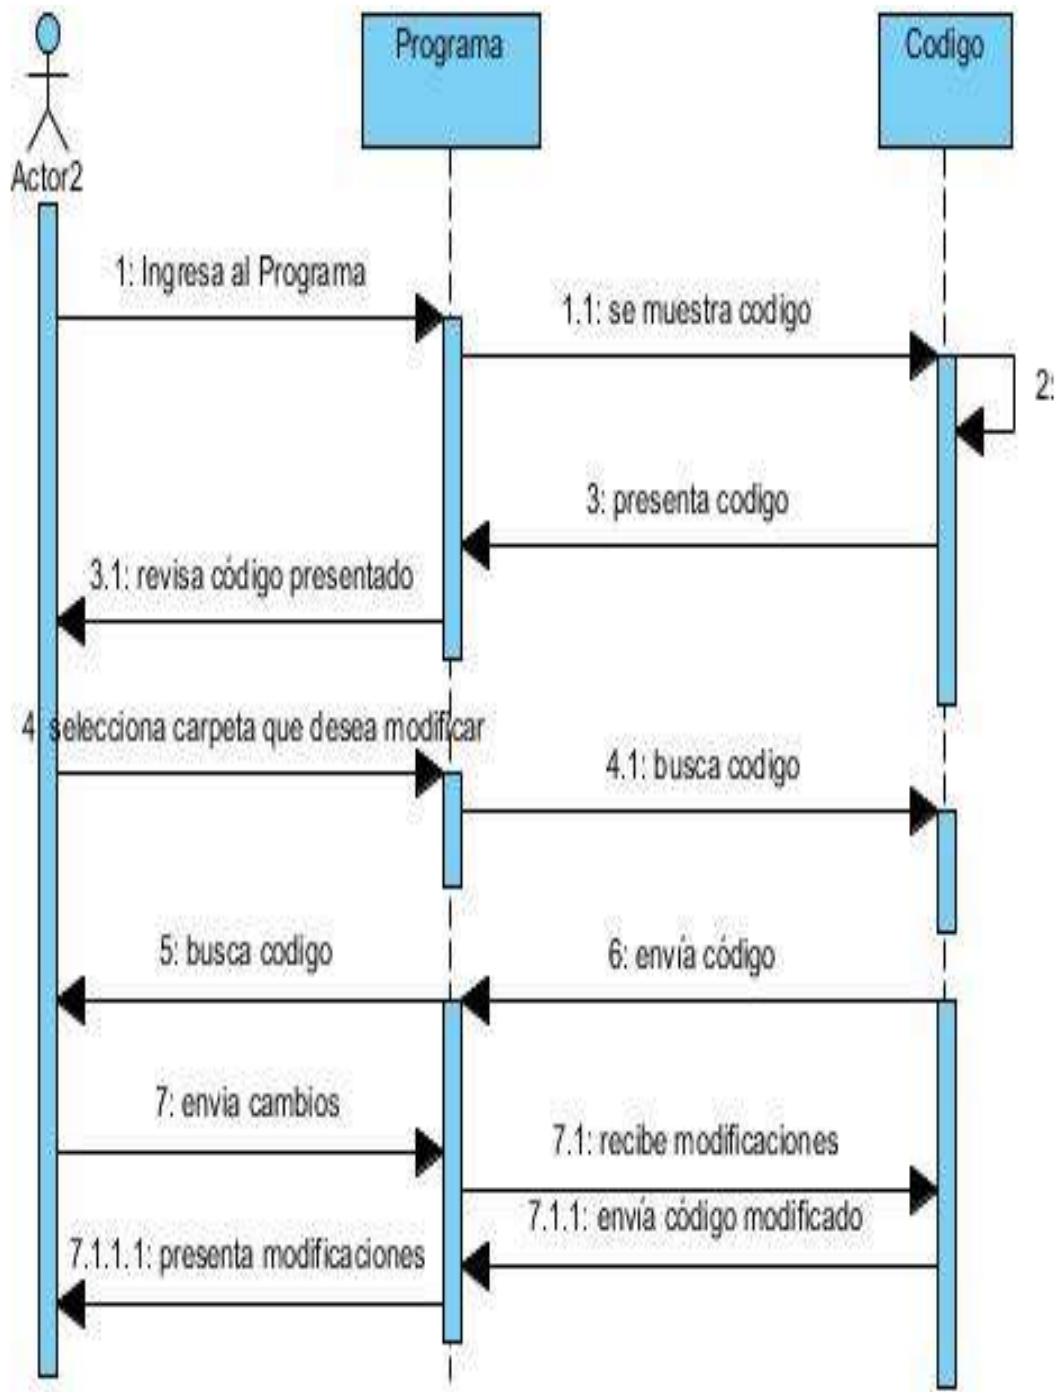 Programa
Codigo
Actor2
1: Ingresa al Programa
1.1: se muestra codigo
2:
3: presenta codigo
3.1: revisa código presentado
4: selecciona carpeta que desea modificar
4.1: busca codigo
5: busca codigo
6: envía código
7: envia cambios
7.1: recibe modificaciones
7.1.1: envía código modificado
7.1.1.1: presenta modificaciones